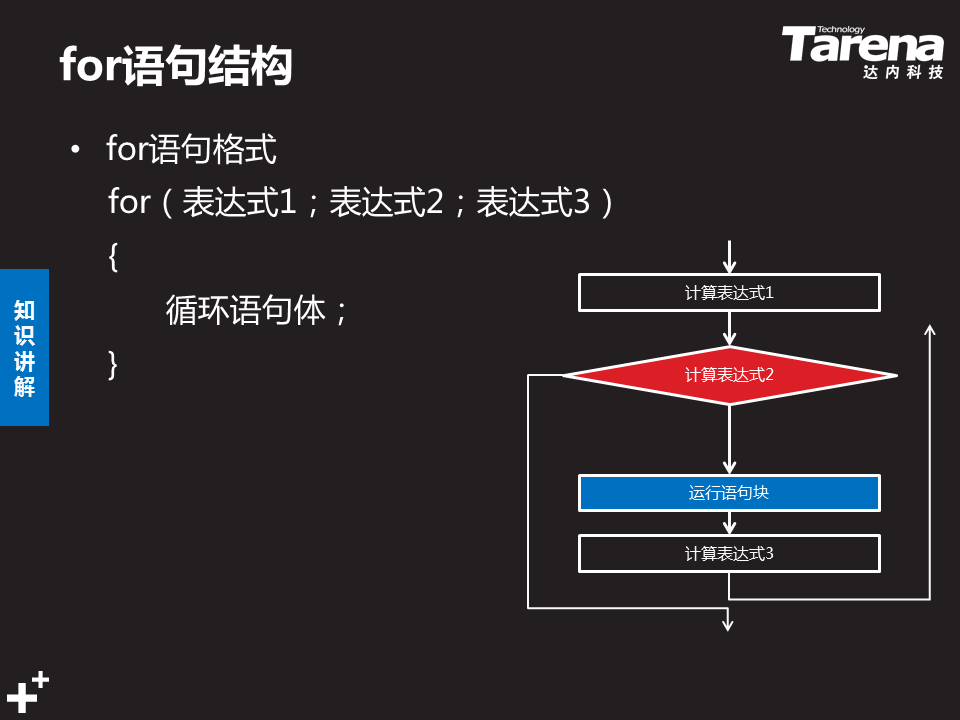 for语句结构
Technology
Tarena
达内科技
• for语句格式
for（表达式1；表达式2；表达式3）
{
循环语句体；
}
知识讲解
计算表达式1
计算表达式2
运行语句块
计算表达式3